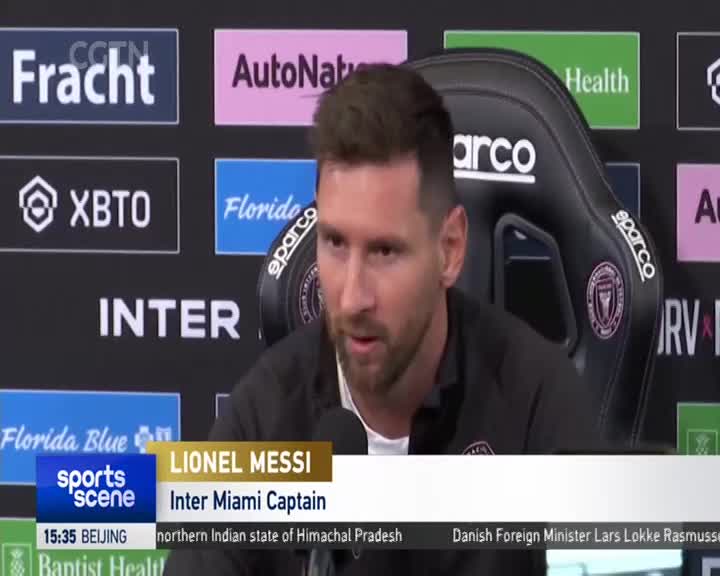 CGTN
Fracht
AutoNation
Health
XBTO
sparco
Florida
sparco
sparco
INTER
Florida Blue
LIONEL MESSI
sports
scene
Inter Miami Captain
15:35 BEIJING
northern Indian state of Himachal Pradesh
Danish Foreign Minister Lars Lokke Rasmusse
Baptist Health